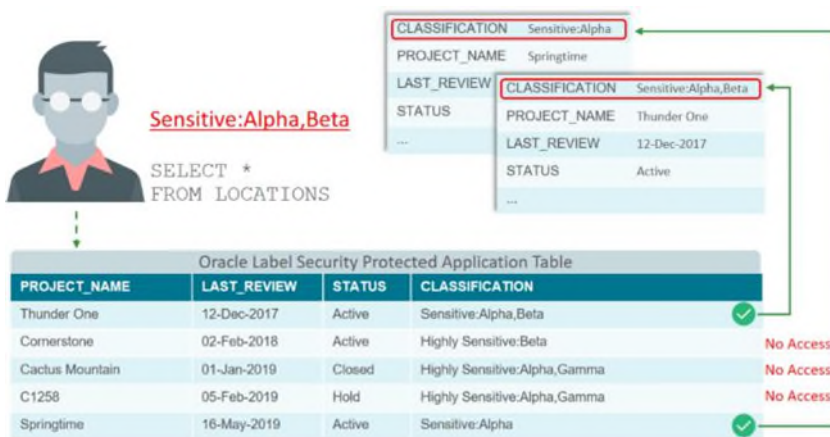 CLASSIFICATION Sensitive:Alpha
PROJECT_NAME Springtime
LAST_REVIEW
STATUS
...
CLASSIFICATION Sensitive:Alpha,Beta
PROJECT_NAME Thunder One
LAST_REVIEW 12-Dec-2017
STATUS Active
...
Sensitive:Alpha,Beta
SELECT *
FROM LOCATIONS
Oracle Label Security Protected Application Table
PROJECT_NAME LAST_REVIEW STATUS CLASSIFICATION
Thunder One 12-Dec-2017 Active Sensitive:Alpha,Beta
Cornerstone 02-Feb-2018 Active Highly Sensitive:Beta No Access
Cactus Mountain 01-Jan-2019 Closed Highly Sensitive:Alpha,Gamma No Access
C1258 05-Feb-2019 Hold Highly Sensitive:Alpha,Gamma No Access
Springtime 16-May-2019 Active Sensitive:Alpha